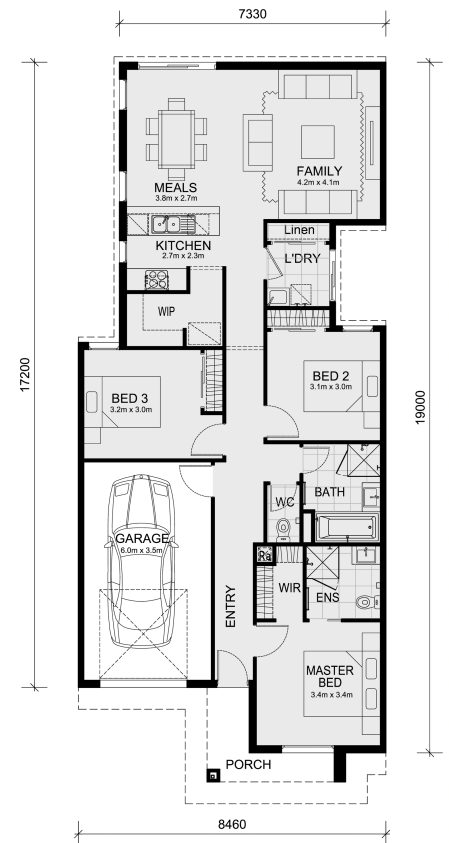 7330
17200
19000
FAMILY
4.2m x 4.1m
MEALS
3.8m x 2.7m
Linen
KITCHEN
2.7m x 2.3m
L'DRY
WIP
BED 2
3.1m x 3.0m
BED 3
3.2m x 3.0m
WC
BATH
GARAGE
6.0m x 3.5m
ENTRY
WIR
ENS
MASTER
BED
3.4m x 3.4m
PORCH
8460